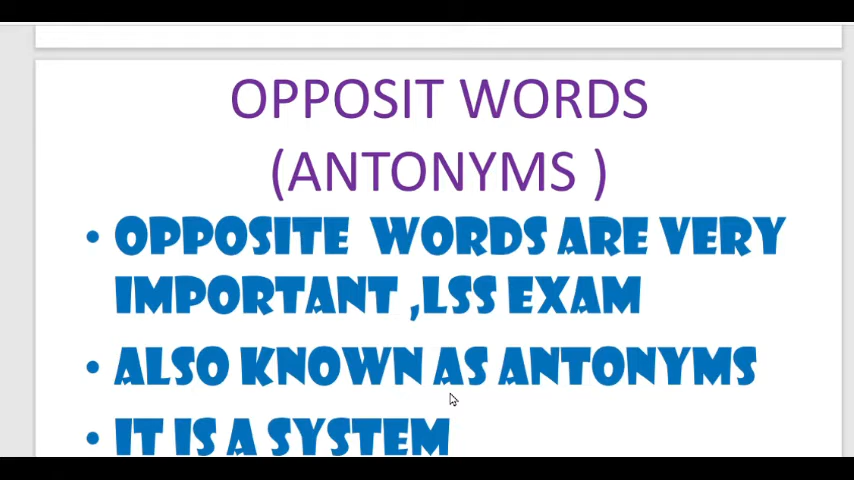 OPPOSIT WORDS
(ANTONYMS )
• OPPOSITE WORDS ARE VERY
IMPORTANT ,LSS EXAM
• ALSO KNOWN AS ANTONYMS
• IT IS A SYSTEM